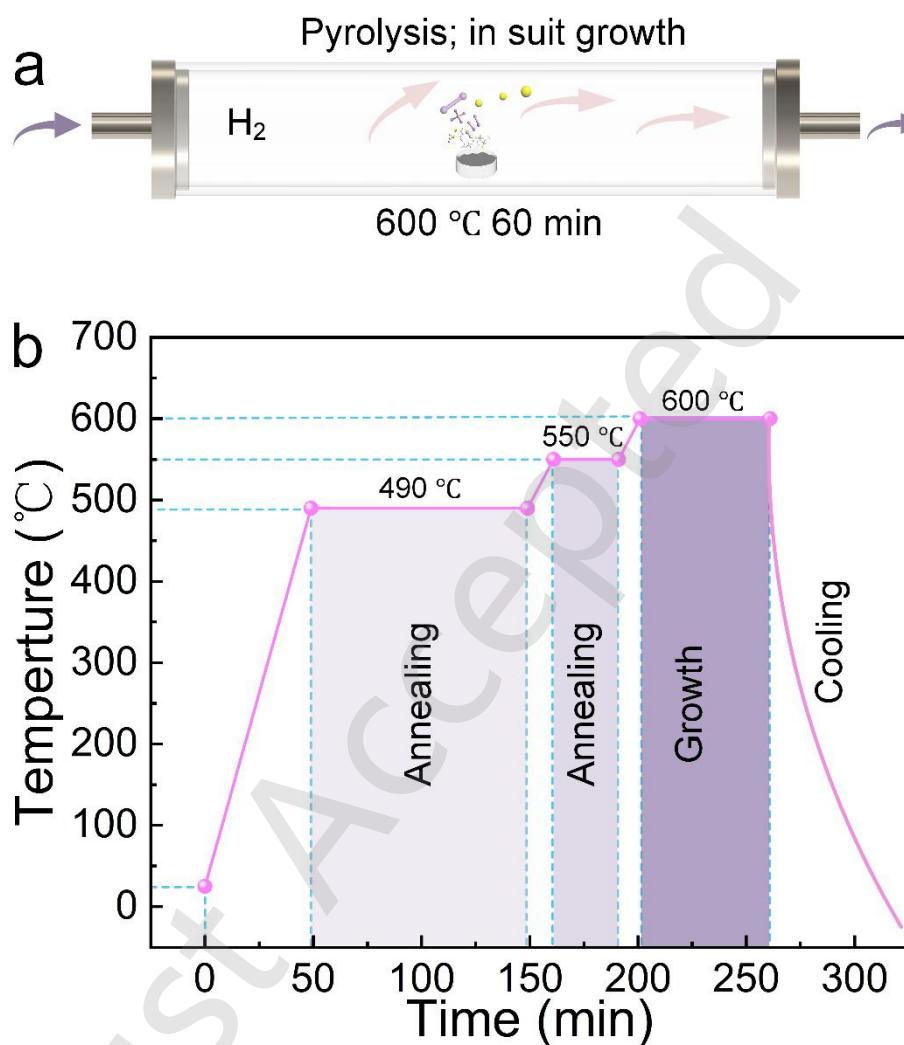 a
Pyrolysis; in suit growth
H₂
600 ℃ 60 min
b
Temperture (℃)
700
600
500
400
300
200
100
0
490 ℃
550 ℃
600 ℃
Annealing
Annealing
Growth
Cooling
0 50 100 150 200 250 300
Time (min)
ust Accepted